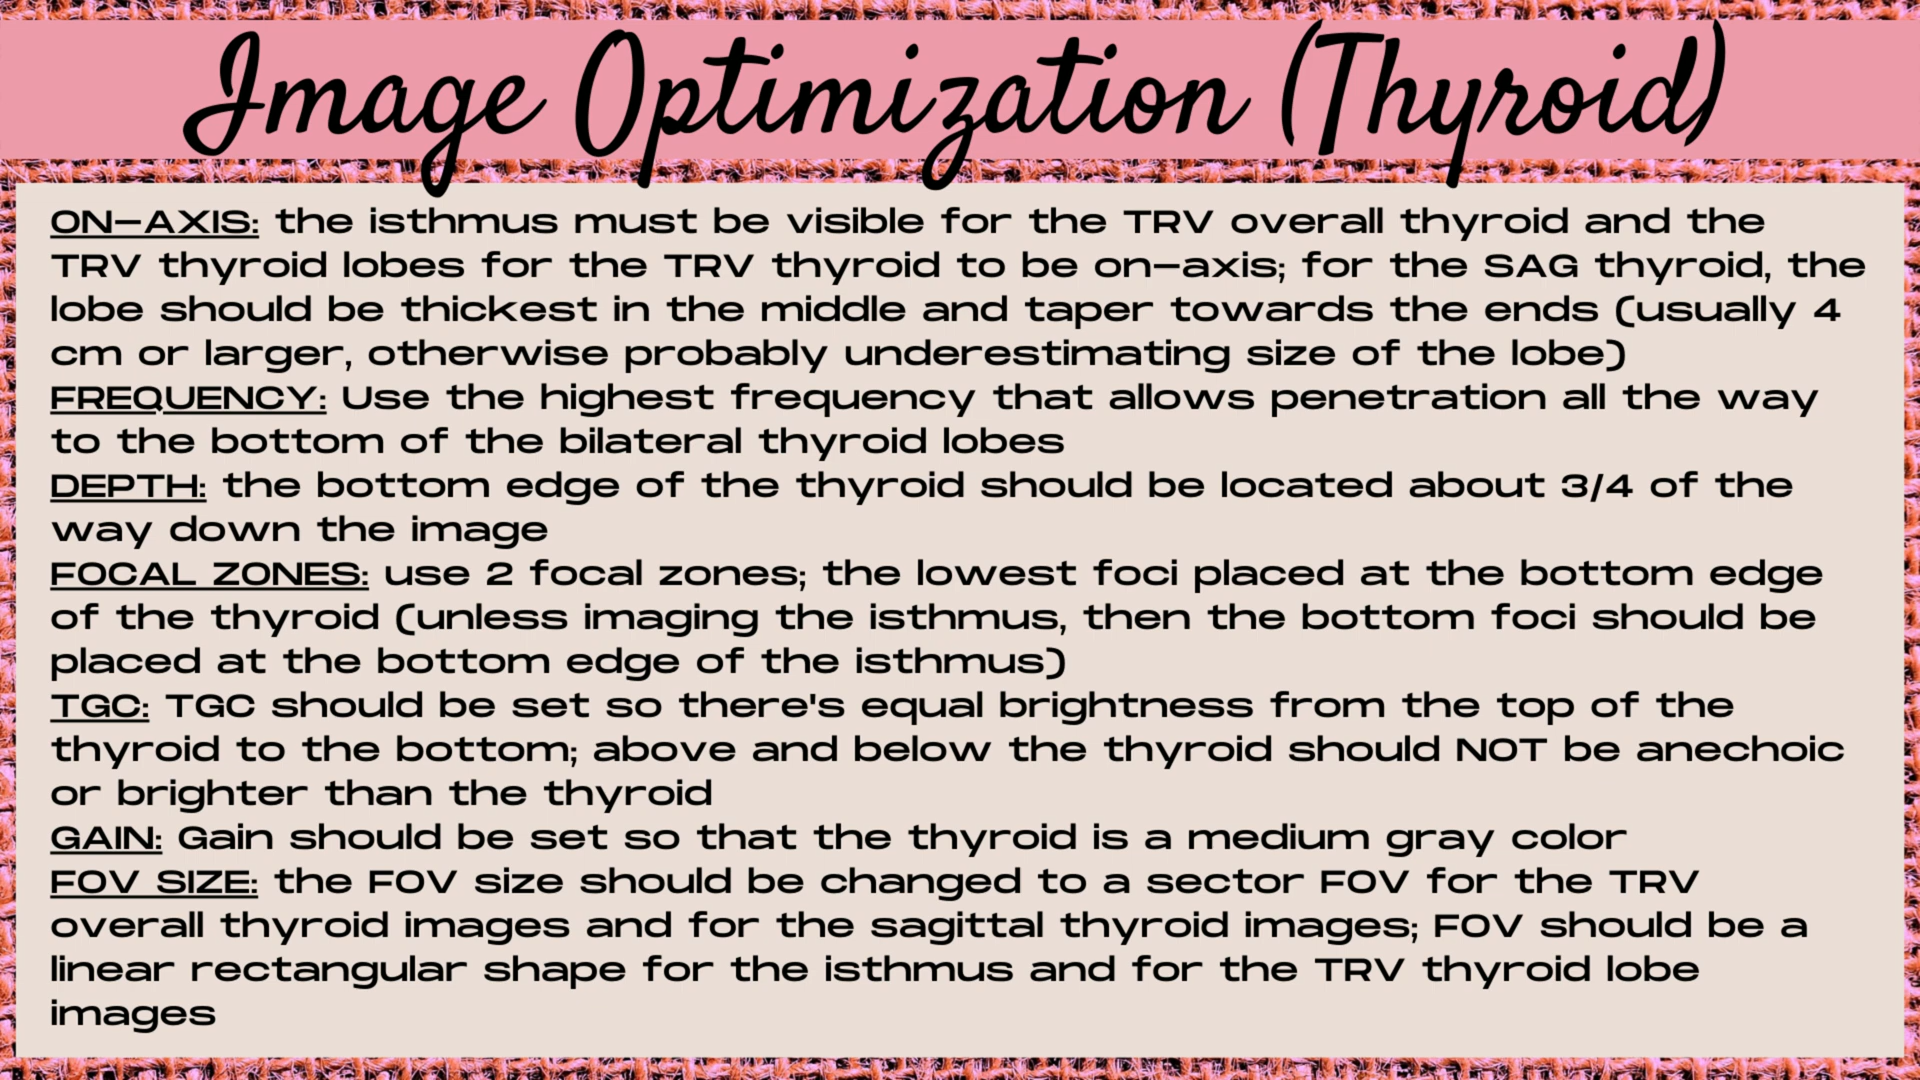 Image Optimization (Thyroid)
ON-AXIS: the isthmus must be visible for the TRV overall thyroid and the
TRV thyroid lobes for the TRV thyroid to be on-axis; for the SAG thyroid, the
lobe should be thickest in the middle and taper towards the ends (usually 4
cm or larger, otherwise probably underestimating size of the lobe)
FREQUENCY: Use the highest frequency that allows penetration all the way
to the bottom of the bilateral thyroid lobes
DEPTH: the bottom edge of the thyroid should be located about 3/4 of the
way down the image
FOCAL ZONES: use 2 focal zones; the lowest foci placed at the bottom edge
of the thyroid (unless imaging the isthmus, then the bottom foci should be
placed at the bottom edge of the isthmus)
TGC: TGC should be set so there's equal brightness from the top of the
thyroid to the bottom; above and below the thyroid should NOT be anechoic
or brighter than the thyroid
GAIN: Gain should be set so that the thyroid is a medium gray color
FOV SIZE: the FOV size should be changed to a sector FOV for the TRV
overall thyroid images and for the sagittal thyroid images; FOV should be a
linear rectangular shape for the isthmus and for the TRV thyroid lobe
images